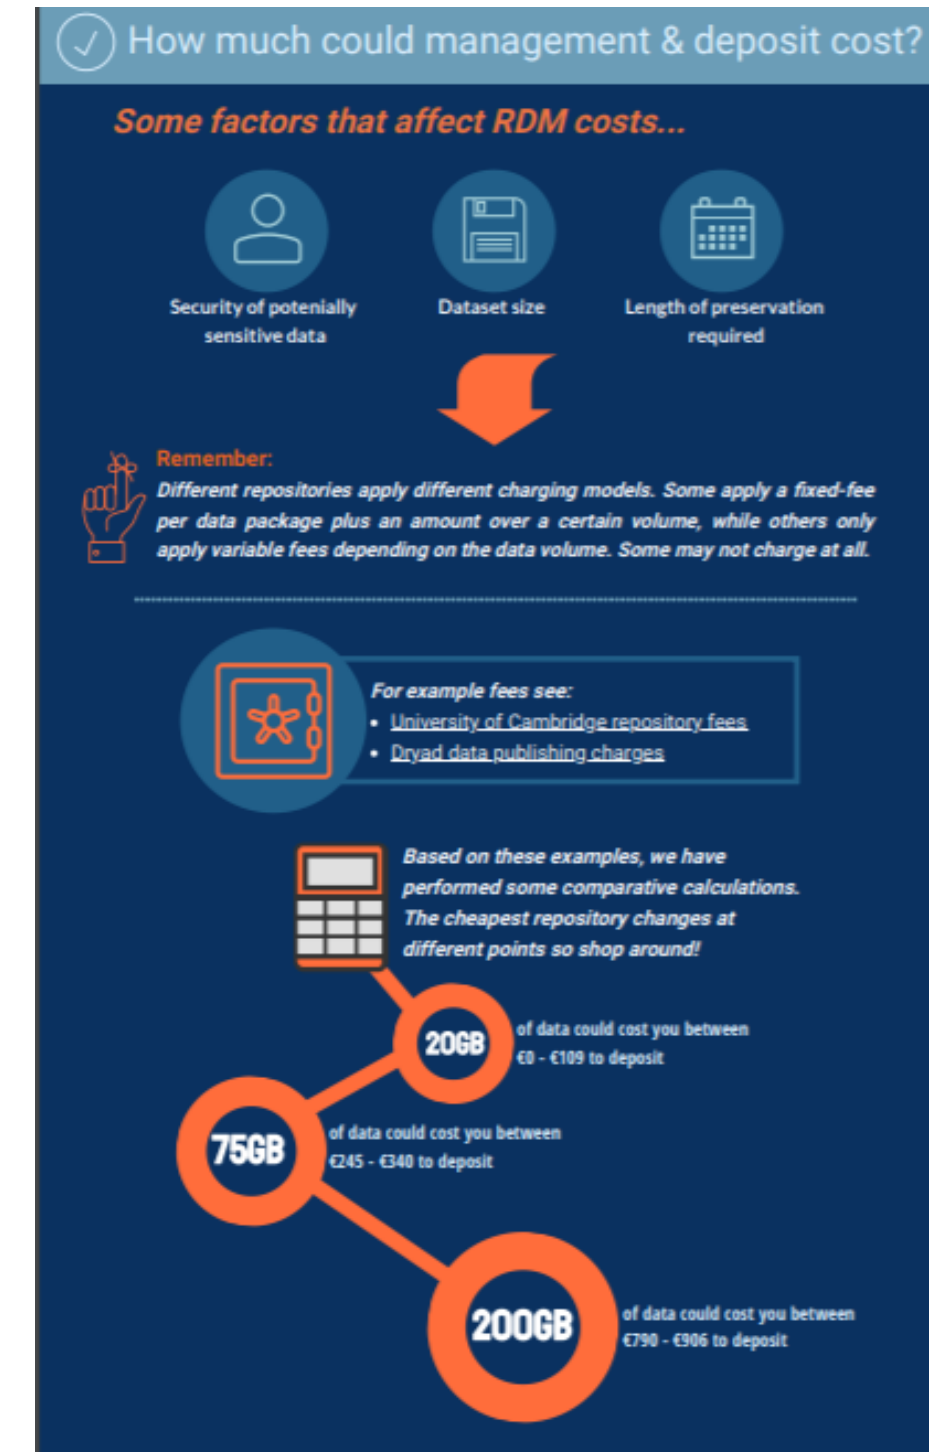 How much could management & deposit cost?
Some factors that affect RDM costs...
Security of potenially
sensitive data
Dataset size
Length of preservation
required
Remember:
Different repositories apply different charging models. Some apply a fixed-fee
per data package plus an amount over a certain volume, while others only
apply variable fees depending on the data volume. Some may not charge at all.
For example fees see:
• University of Cambridge repository fees
• Dryad data publishing charges
Based on these examples, we have
performed some comparative calculations.
The cheapest repository changes at
different points so shop around!
20GB
of data could cost you between
€0 - €109 to deposit
75GB
of data could cost you between
€245 - €340 to deposit
200GB
of data could cost you between
€790 - €906 to deposit